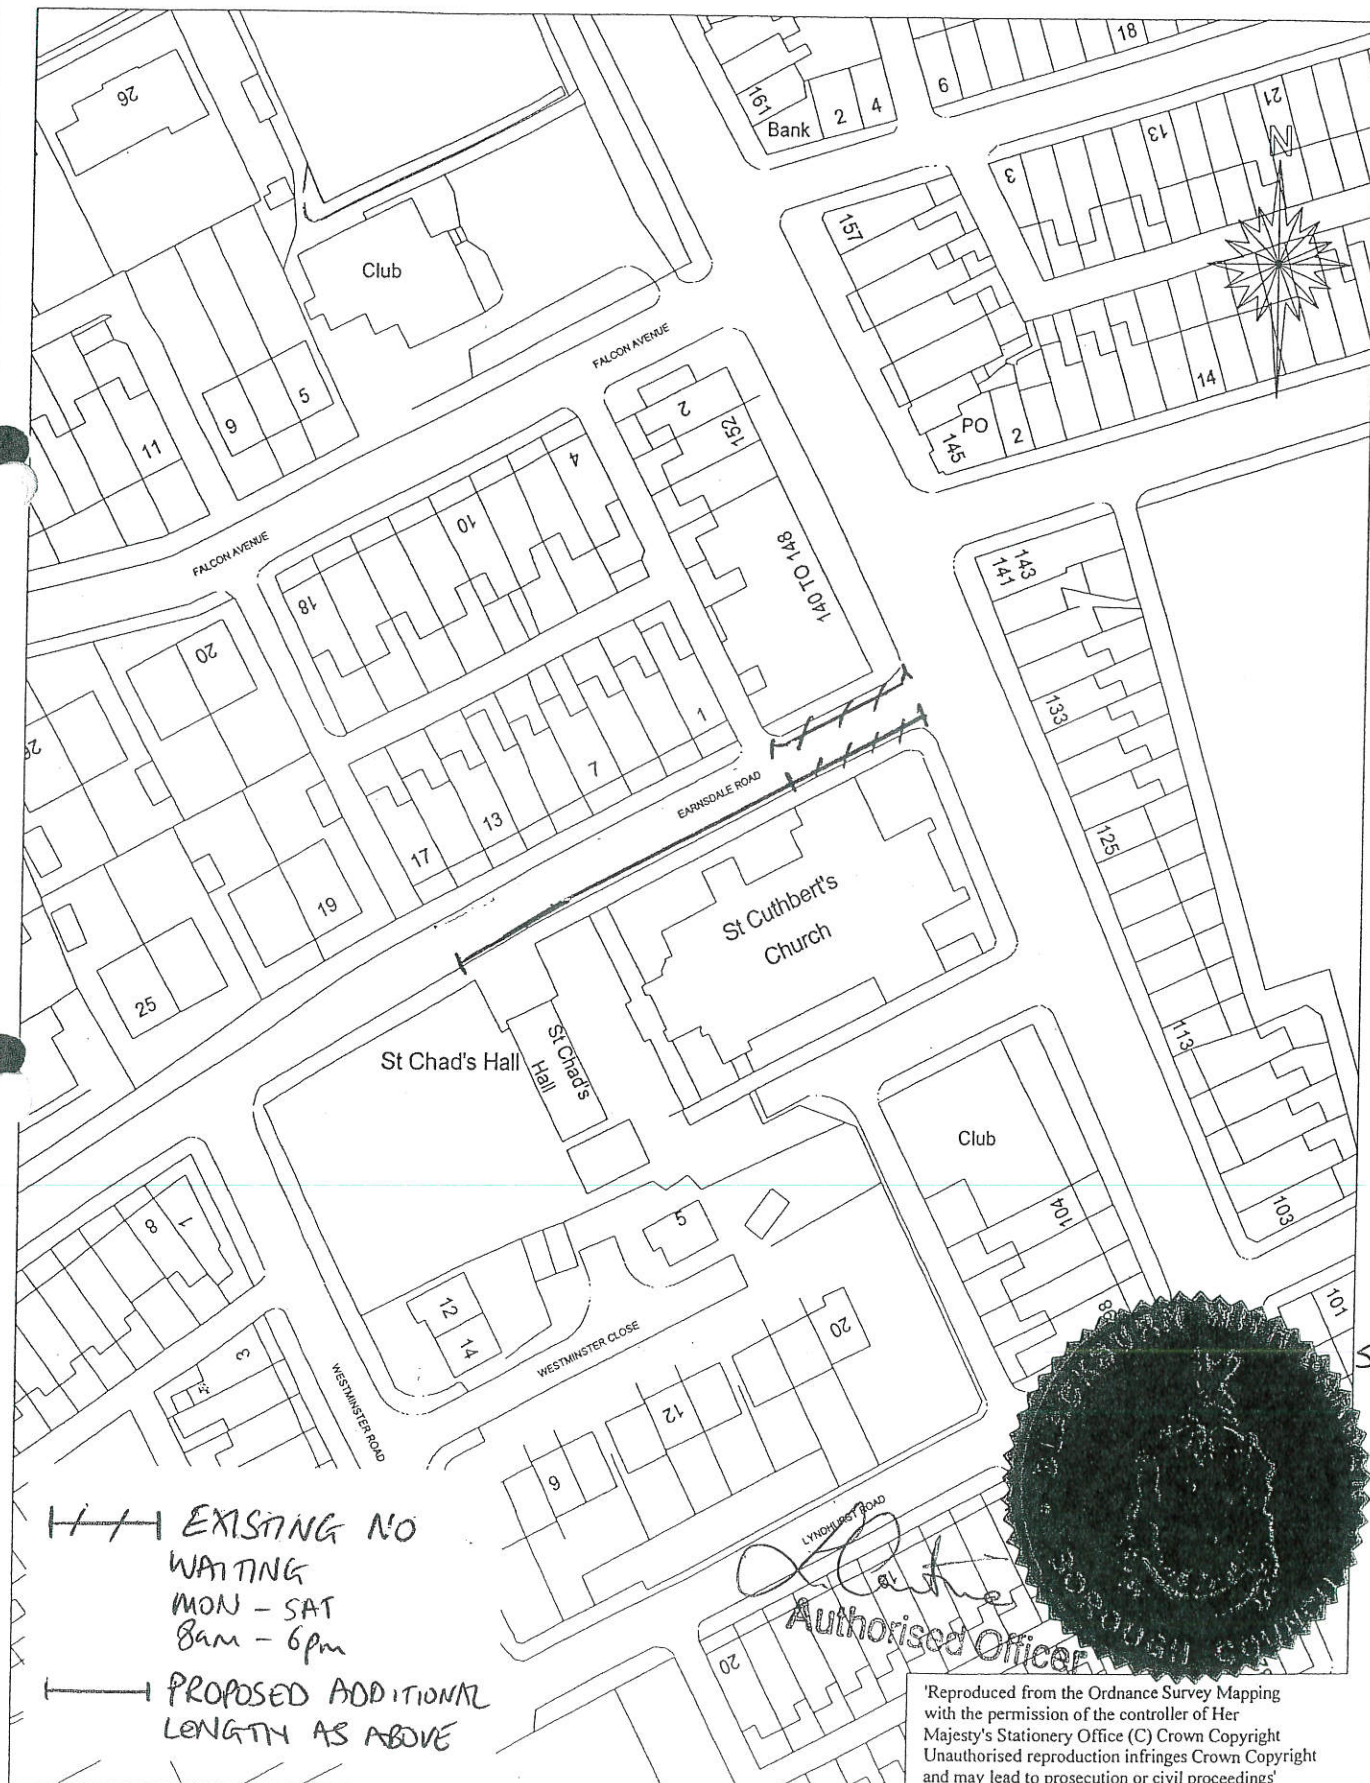 26
18
6
161
Bank
2
4
21
13
N
3
157
Club
FALCON AVENUE
5
9
11
2
152
14
PO
2
145
4
10
FALCON AVENUE
18
140 TO 148
143
141
20
133
1
7
EARNSDALE ROAD
13
17
125
19
St Cuthbert's
Church
25
113
St Chad's Hall
St Chad's
Hall
Club
104
103
8
1
5
12
14
20
101
WESTMINSTER CLOSE
3
WESTMINSTER ROAD
12
6
LYNDHURST ROAD
Authorised Officer
20
EXISTING NO
WAITING
MON - SAT
8am - 6pm
PROPOSED ADDITIONAL
LENGTH AS ABOVE
'Reproduced from the Ordnance Survey Mapping
with the permission of the controller of Her
Majesty's Stationery Office (C) Crown Copyright
Unauthorised reproduction infringes Crown Copyright
and may lead to prosecution or civil proceedings'